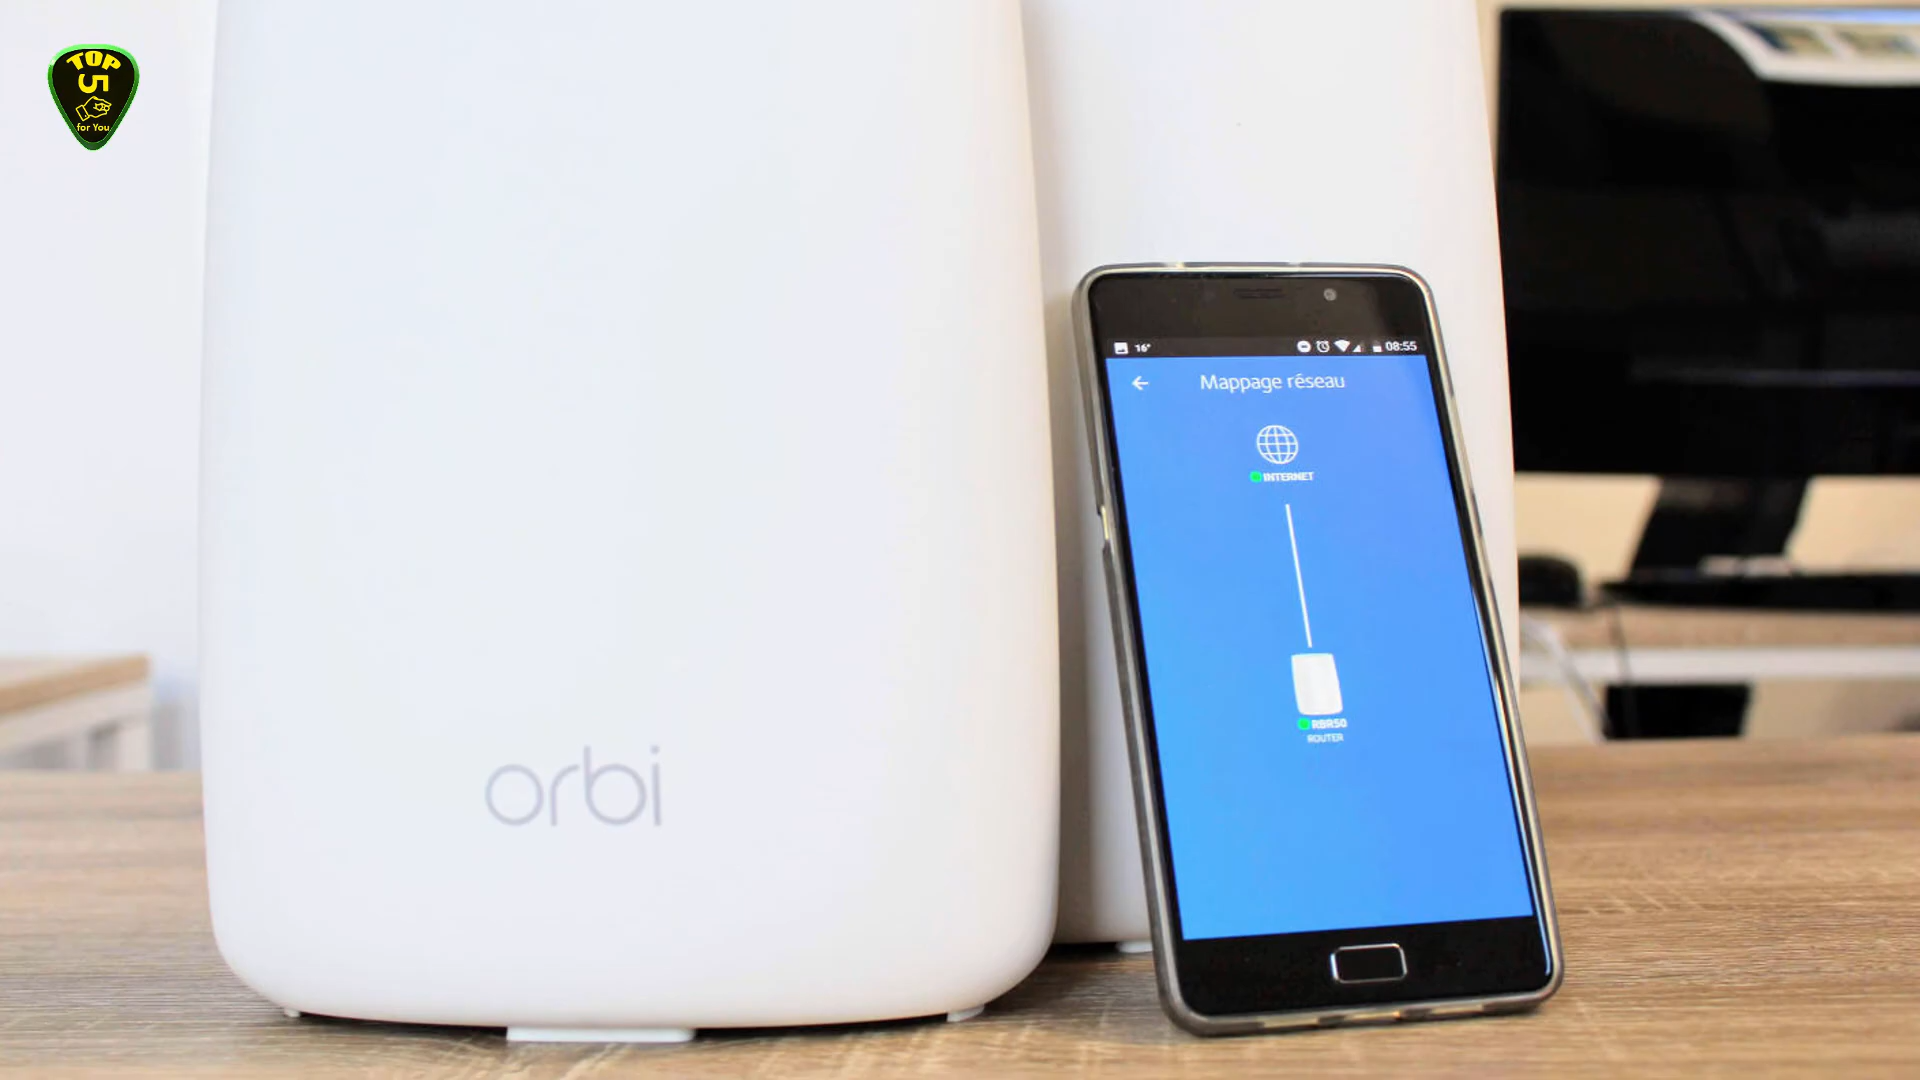 TOP
5
for You
orbi
16°
08:55
Mappage réseau
INTERNET
RBR50
ROUTER